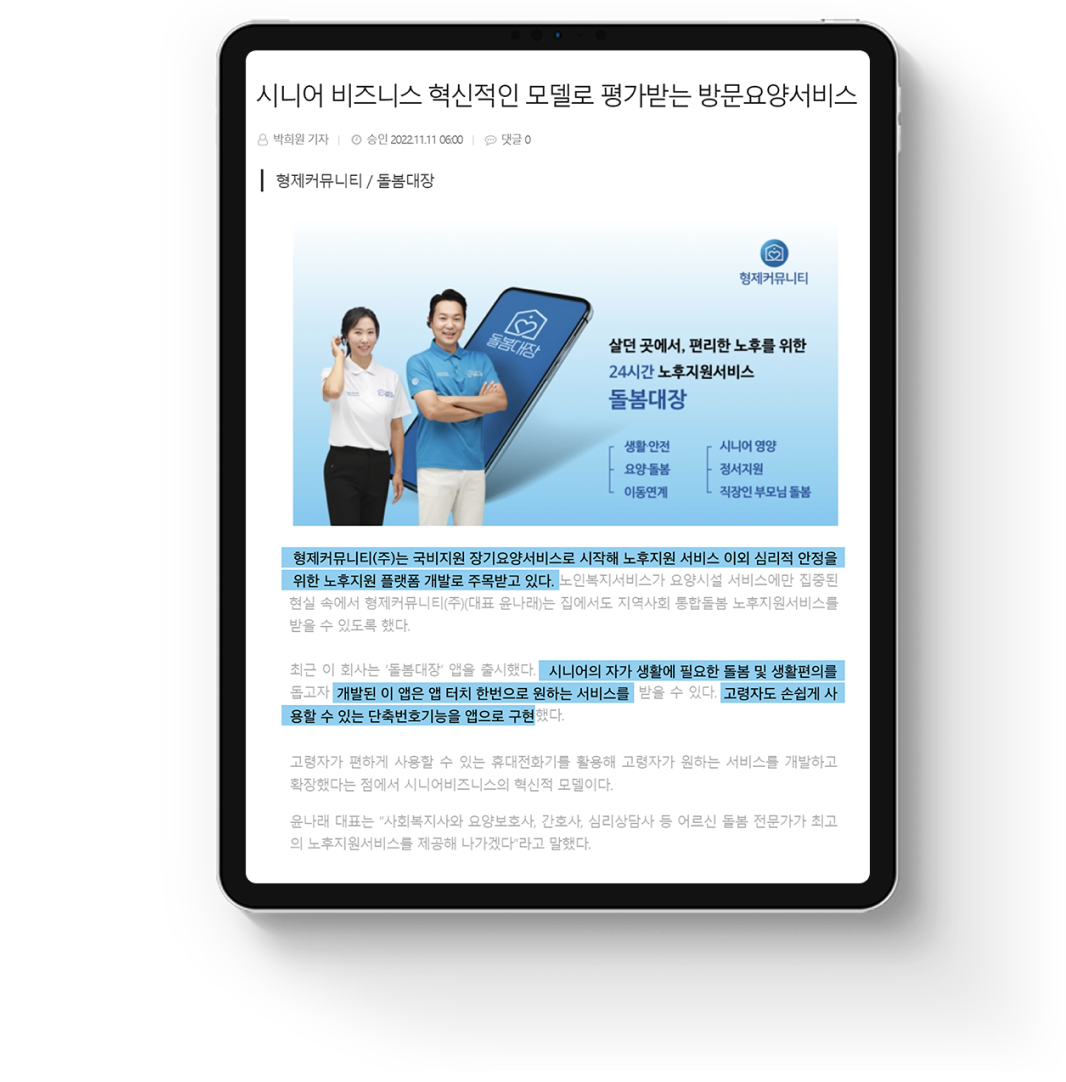 시니어 비즈니스 혁신적인 모델로 평가받는 방문요양서비스
박희원 기자 | 승인 2022.11.11 06:00 | 댓글 0
형제커뮤니티 / 돌봄대장
형제커뮤니티
돌봄대장
살던 곳에서, 편리한 노후를 위한
24시간 노후지원서비스
돌봄대장
생활·안전
요양·돌봄
이동연계
시니어 영양
정서지원
직장인 부모님 돌봄
형제커뮤니티(주)는 국비지원 장기요양서비스로 시작해 노후지원 서비스 이외 심리적 안정을
위한 노후지원 플랫폼 개발로 주목받고 있다. 노인복지서비스가 요양시설 서비스에만 집중된
현실 속에서 형제커뮤니티(주)(대표 윤나래)는 집에서도 지역사회 통합돌봄 노후지원서비스를
받을 수 있도록 했다.
최근 이 회사는 '돌봄대장' 앱을 출시했다. 시니어의 자가 생활에 필요한 돌봄 및 생활편의를
돕고자 개발된 이 앱은 앱 터치 한번으로 원하는 서비스를 받을 수 있다. 고령자도 손쉽게 사
용할 수 있는 단축번호기능을 앱으로 구현했다.
고령자가 편하게 사용할 수 있는 휴대전화기를 활용해 고령자가 원하는 서비스를 개발하고
확장했다는 점에서 시니어비즈니스의 혁신적 모델이다.
윤나래 대표는 "사회복지사와 요양보호사, 간호사, 심리상담사 등 어르신 돌봄 전문가가 최고
의 노후지원서비스를 제공해 나가겠다"라고 말했다.